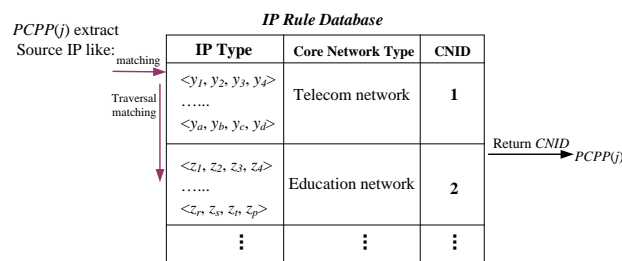 IP Rule Database
PCPP(j) extract
Source IP like:
matching
Traversal
matching
IP Type Core Network Type CNID
<y1, y2, y3, y4>
…...
<ya, yb, yc, yd>
Telecom network
1
<z1, z2, z3, z4>
…...
<zr, zs, zt, zp>
Education network
2
⋮ ⋮ ⋮
Return CNID
PCPP(j)